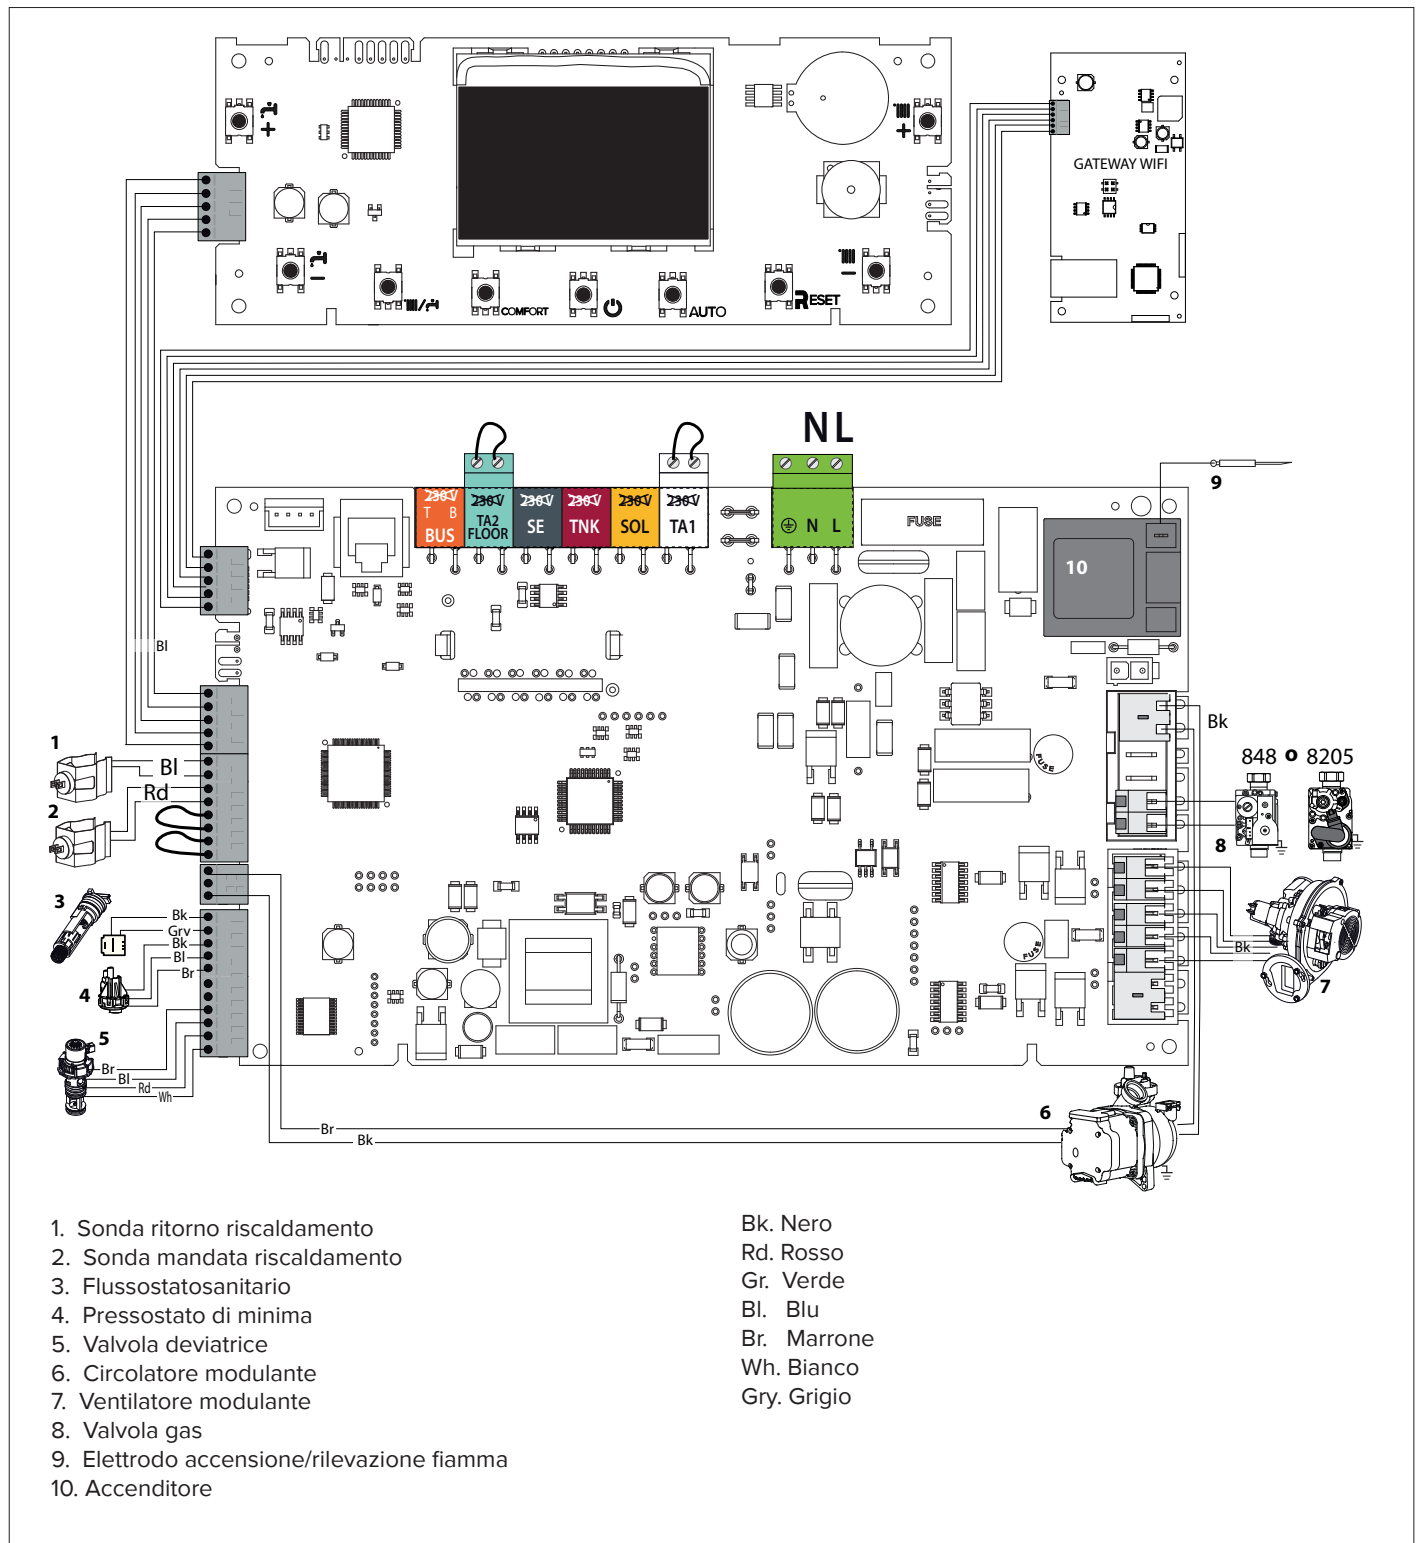 GATEWAY WIFI
+
+
−
COMFORT
AUTO
RESET
−
N L
230V
230V
230V
230V
230V
230V
T B
BUS
TA2
FLOOR
SE
TNK
SOL
TA1
N L
FUSE
9
10
Bl
1
Bl
Rd
2
Bk
848 o 8205
FUSE
8
3
Bk
Gry
Bk
Bl
Br
4
Bk
FUSE
7
5
Br
Bl
Rd
Wh
6
Br
Bk
1. Sonda ritorno riscaldamento
2. Sonda mandata riscaldamento
3. Flussostatosanitario
4. Pressostato di minima
5. Valvola deviatrice
6. Circolatore modulante
7. Ventilatore modulante
8. Valvola gas
9. Elettrodo accensione/rilevazione fiamma
10. Accenditore
Bk. Nero
Rd. Rosso
Gr. Verde
Bl. Blu
Br. Marrone
Wh. Bianco
Gry. Grigio